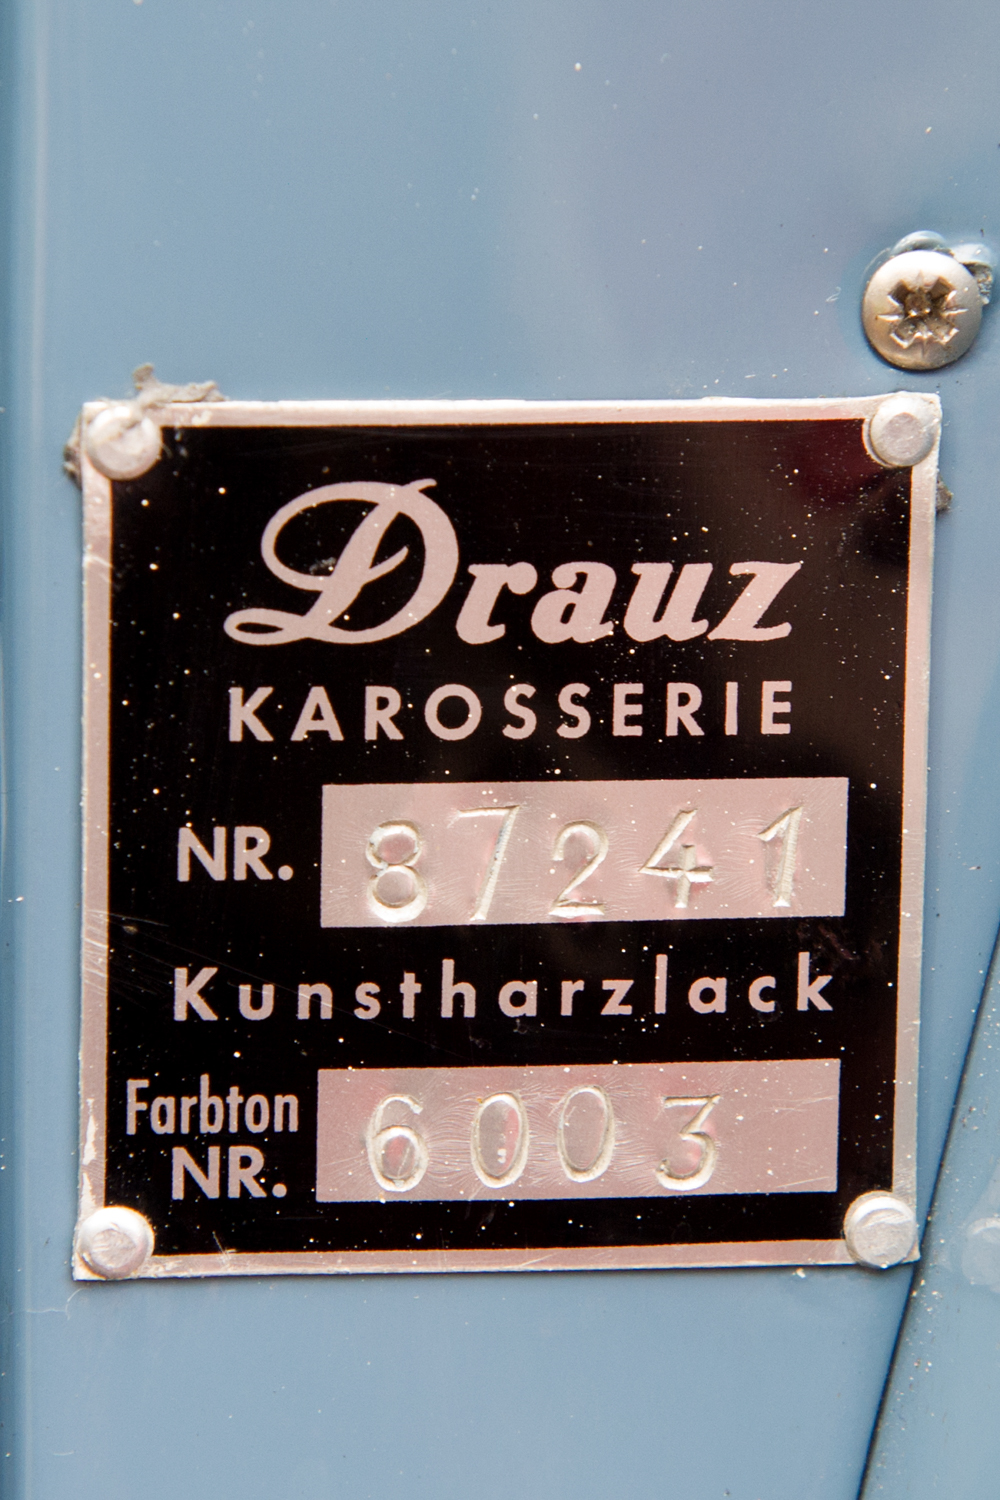 Drauz
KAROSSERIE
NR. 87241
Kunstharzlack
Farbton
NR. 6003